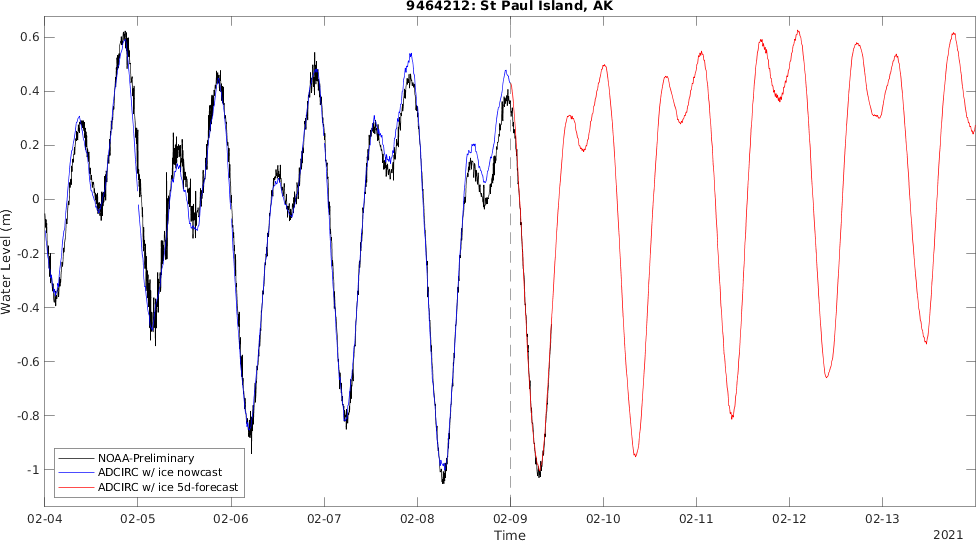 9464212: St Paul Island, AK
0.6
0.4
0.2
0
-0.2
-0.4
-0.6
-0.8
-1
Water Level (m)
NOAA-Preliminary
ADCIRC w/ ice nowcast
ADCIRC w/ ice 5d-forecast
02-04 02-05 02-06 02-07 02-08 02-09 02-10 02-11 02-12 02-13
Time
2021